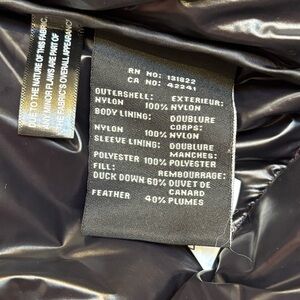 DUE TO THE NATURE OF THIS FABRIC,
ANY MINOR FLAWS ARE PART OF
THE FABRIC'S OVERALL APPEARANCE
RN NO: 131822
CA NO: 42241
OUTERSHELL: EXTERIEUR:
NYLON 100% NYLON
BODY LINING: DOUBLURE
CORPS:
NYLON 100% NYLON
SLEEVE LINING: DOUBLURE
MANCHES:
POLYESTER 100% POLYESTER
FILL: REMBOURRAGE:
DUCK DOWN 60% DUVET DE
CANARD
FEATHER 40% PLUMES